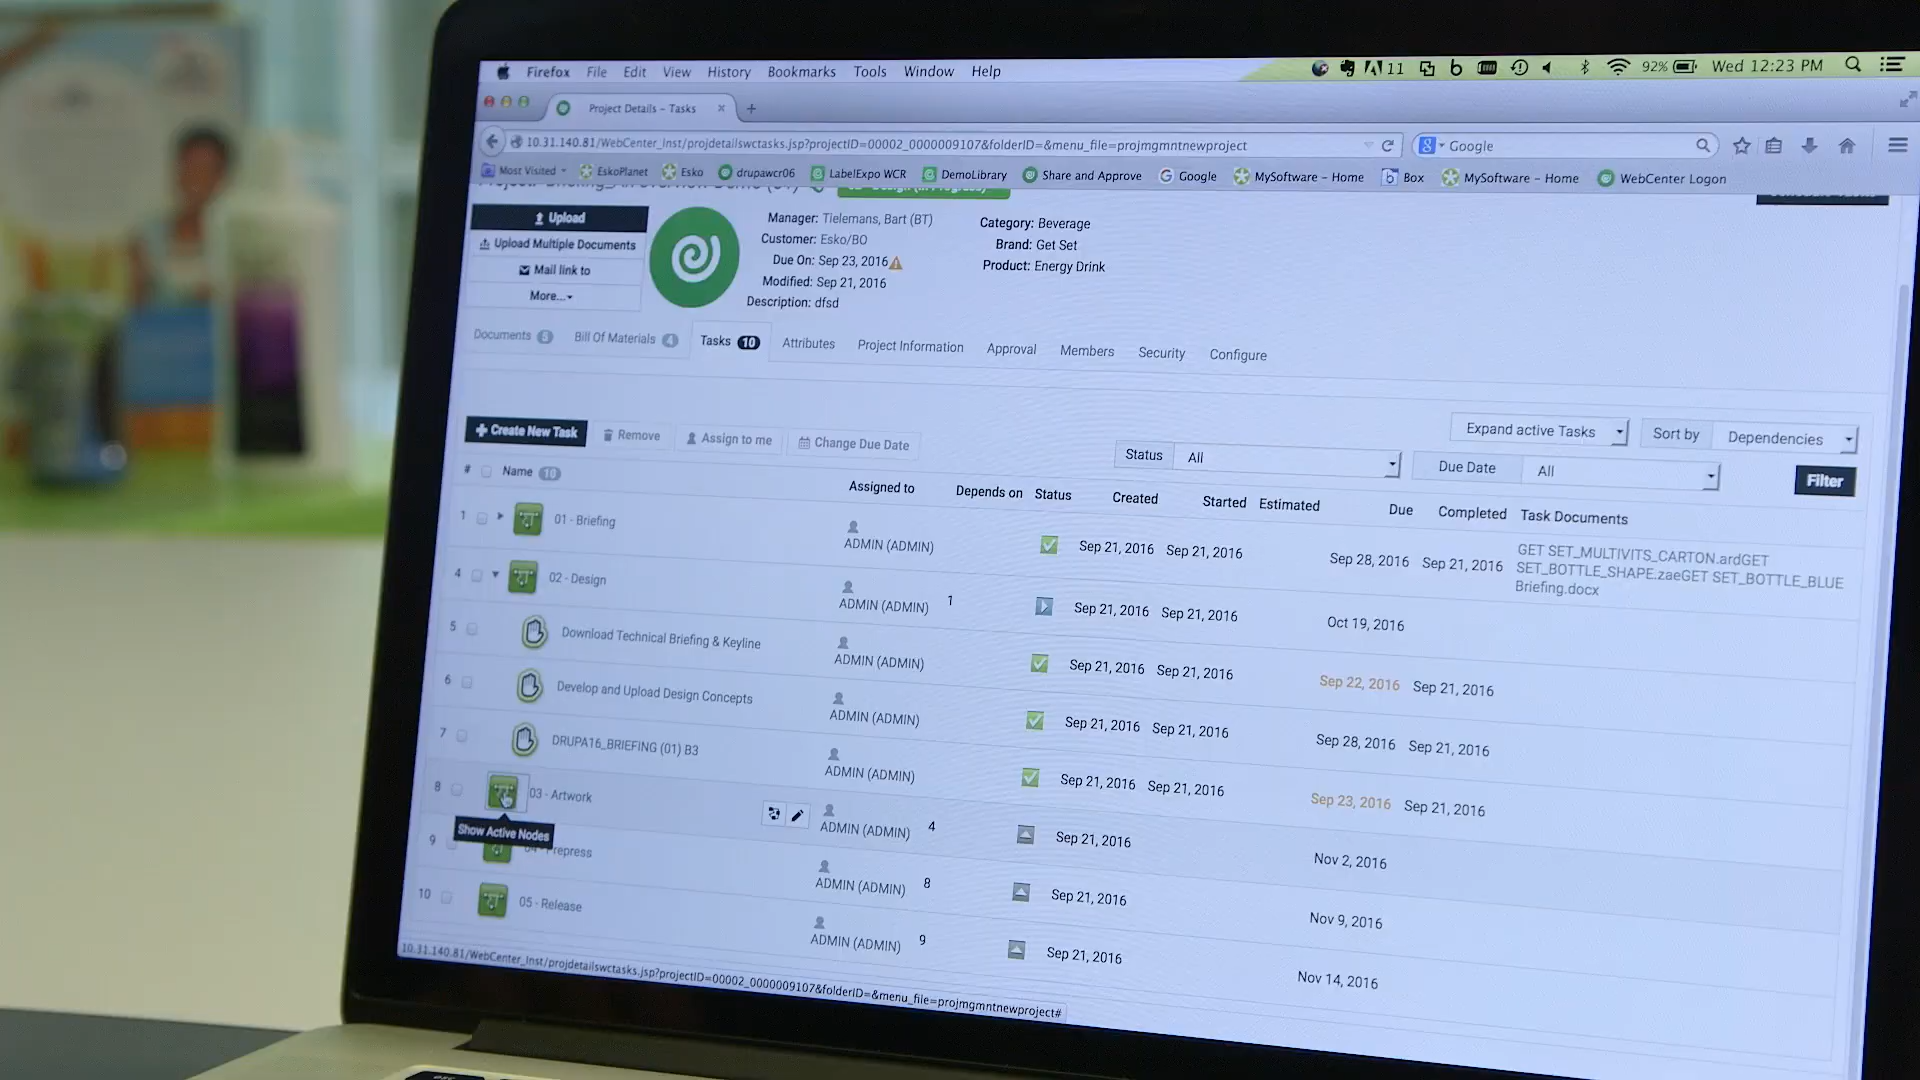 Firefox File Edit View History Bookmarks Tools Window Help
11 92% Wed 12:23 PM
Project Details – Tasks
10.31.140.81/WebCenter_Inst/projdetailswctasks.jsp?projectID=00002_0000009107&folderID=&menu_file=projmgmntnewproject
Google
Most Visited EskoPlanet Esko drupawcr06 LabelExpo WCR DemoLibrary Share and Approve Google MySoftware – Home Box MySoftware – Home WebCenter Logon
Upload
Upload Multiple Documents
Mail link to
More...
Manager: Tielemans, Bart (BT)
Customer: Esko/BO
Due On: Sep 23, 2016
Modified: Sep 21, 2016
Description: dfsd
Category: Beverage
Brand: Get Set
Product: Energy Drink
Documents Bill Of Materials 4 Tasks 10 Attributes Project Information Approval Members Security Configure
Create New Task Remove Assign to me Change Due Date
Expand active Tasks Sort by Dependencies
Status All Due Date All Filter
# Name 10 Assigned to Depends on Status Created Started Estimated Due Completed Task Documents
1 01 - Briefing ADMIN (ADMIN) Sep 21, 2016 Sep 21, 2016 Sep 28, 2016 Sep 21, 2016
GET SET_MULTIVITS_CARTON.ardGET
SET_BOTTLE_SHAPE.zaeGET SET_BOTTLE_BLUE
Briefing.docx
4 02 - Design ADMIN (ADMIN) 1 Sep 21, 2016 Sep 21, 2016 Oct 19, 2016
5 Download Technical Briefing & Keyline ADMIN (ADMIN) Sep 21, 2016 Sep 21, 2016 Sep 22, 2016 Sep 21, 2016
6 Develop and Upload Design Concepts ADMIN (ADMIN) Sep 21, 2016 Sep 21, 2016 Sep 28, 2016 Sep 21, 2016
7 DRUPA16_BRIEFING (01) B3 ADMIN (ADMIN) Sep 21, 2016 Sep 21, 2016 Sep 23, 2016 Sep 21, 2016
8 03 - Artwork ADMIN (ADMIN) 4 Sep 21, 2016 Nov 2, 2016
Show Active Nodes
9 04 - Prepress ADMIN (ADMIN) 8 Sep 21, 2016 Nov 9, 2016
10 05 - Release ADMIN (ADMIN) 9 Sep 21, 2016 Nov 14, 2016
10.31.140.81/WebCenter_Inst/projdetailswctasks.jsp?projectID=00002_0000009107&folderID=&menu_file=projmgmntnewproject#